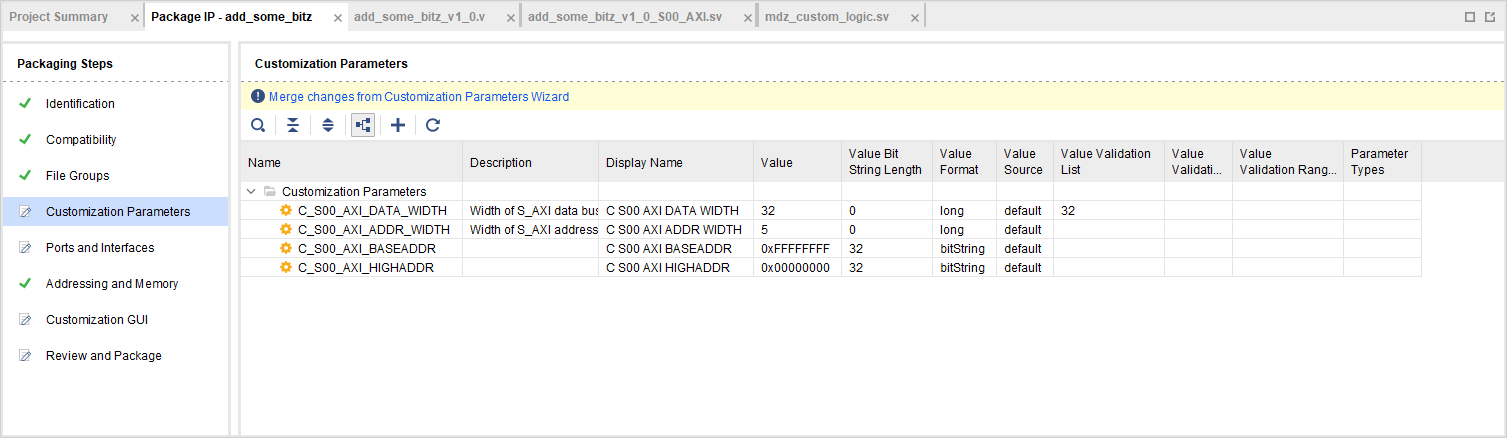 Project Summary × Package IP - add_some_bitz × add_some_bitz_v1_0.v × add_some_bitz_v1_0_S00_AXI.sv × mdz_custom_logic.sv ×
Packaging Steps
Identification
Compatibility
File Groups
Customization Parameters
Ports and Interfaces
Addressing and Memory
Customization GUI
Review and Package
Customization Parameters
Merge changes from Customization Parameters Wizard
Name Description Display Name Value Value Bit String Length Value Format Value Source Value Validation List Value Validati... Value Validation Rang... Parameter Types
Customization Parameters
C_S00_AXI_DATA_WIDTH Width of S_AXI data bus C S00 AXI DATA WIDTH 32 0 long default 32
C_S00_AXI_ADDR_WIDTH Width of S_AXI address C S00 AXI ADDR WIDTH 5 0 long default
C_S00_AXI_BASEADDR C S00 AXI BASEADDR 0xFFFFFFFF 32 bitString default
C_S00_AXI_HIGHADDR C S00 AXI HIGHADDR 0x00000000 32 bitString default